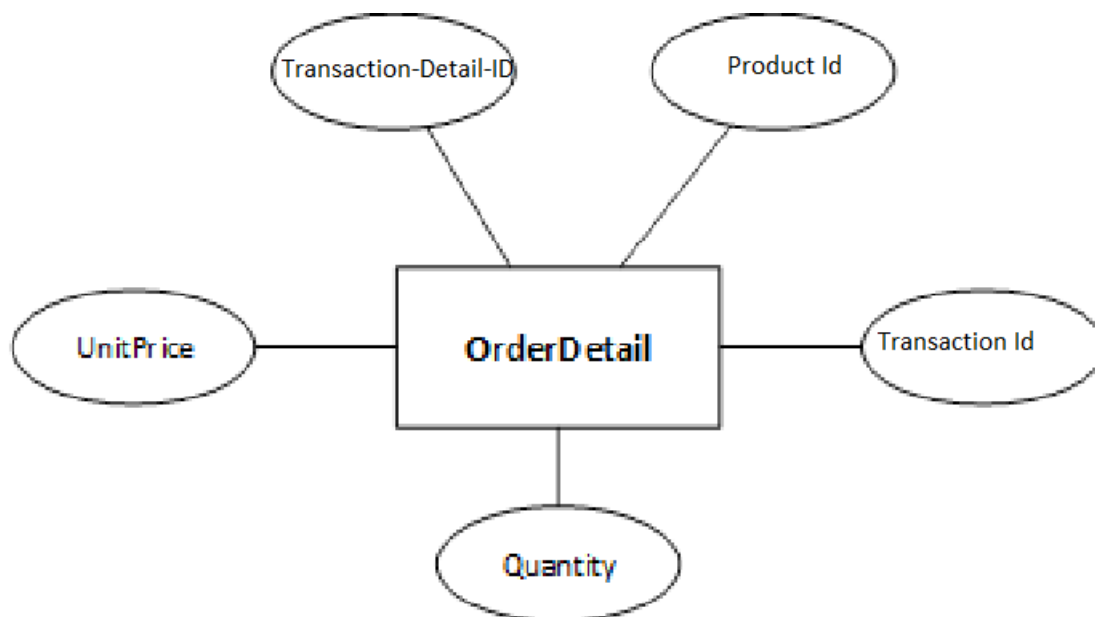 Transaction-Detail-ID
Product Id
UnitPrice
OrderDetail
Transaction Id
Quantity